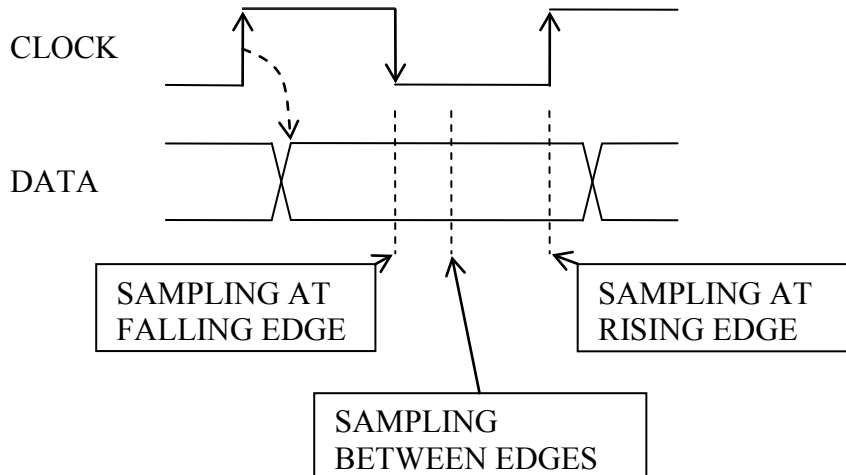 CLOCK
DATA
SAMPLING AT
FALLING EDGE
SAMPLING AT
RISING EDGE
SAMPLING
BETWEEN EDGES